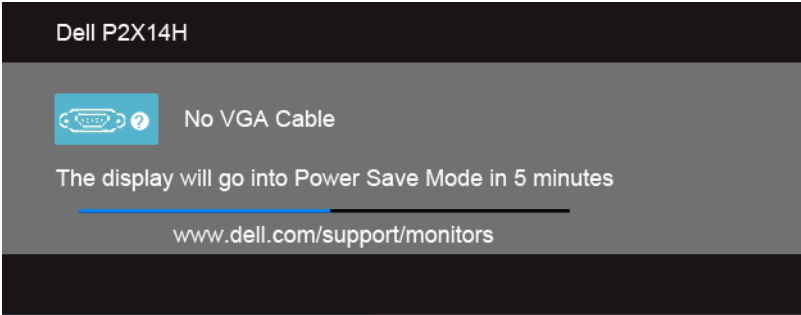 Dell P2X14H
?
No VGA Cable
The display will go into Power Save Mode in 5 minutes
www.dell.com/support/monitors